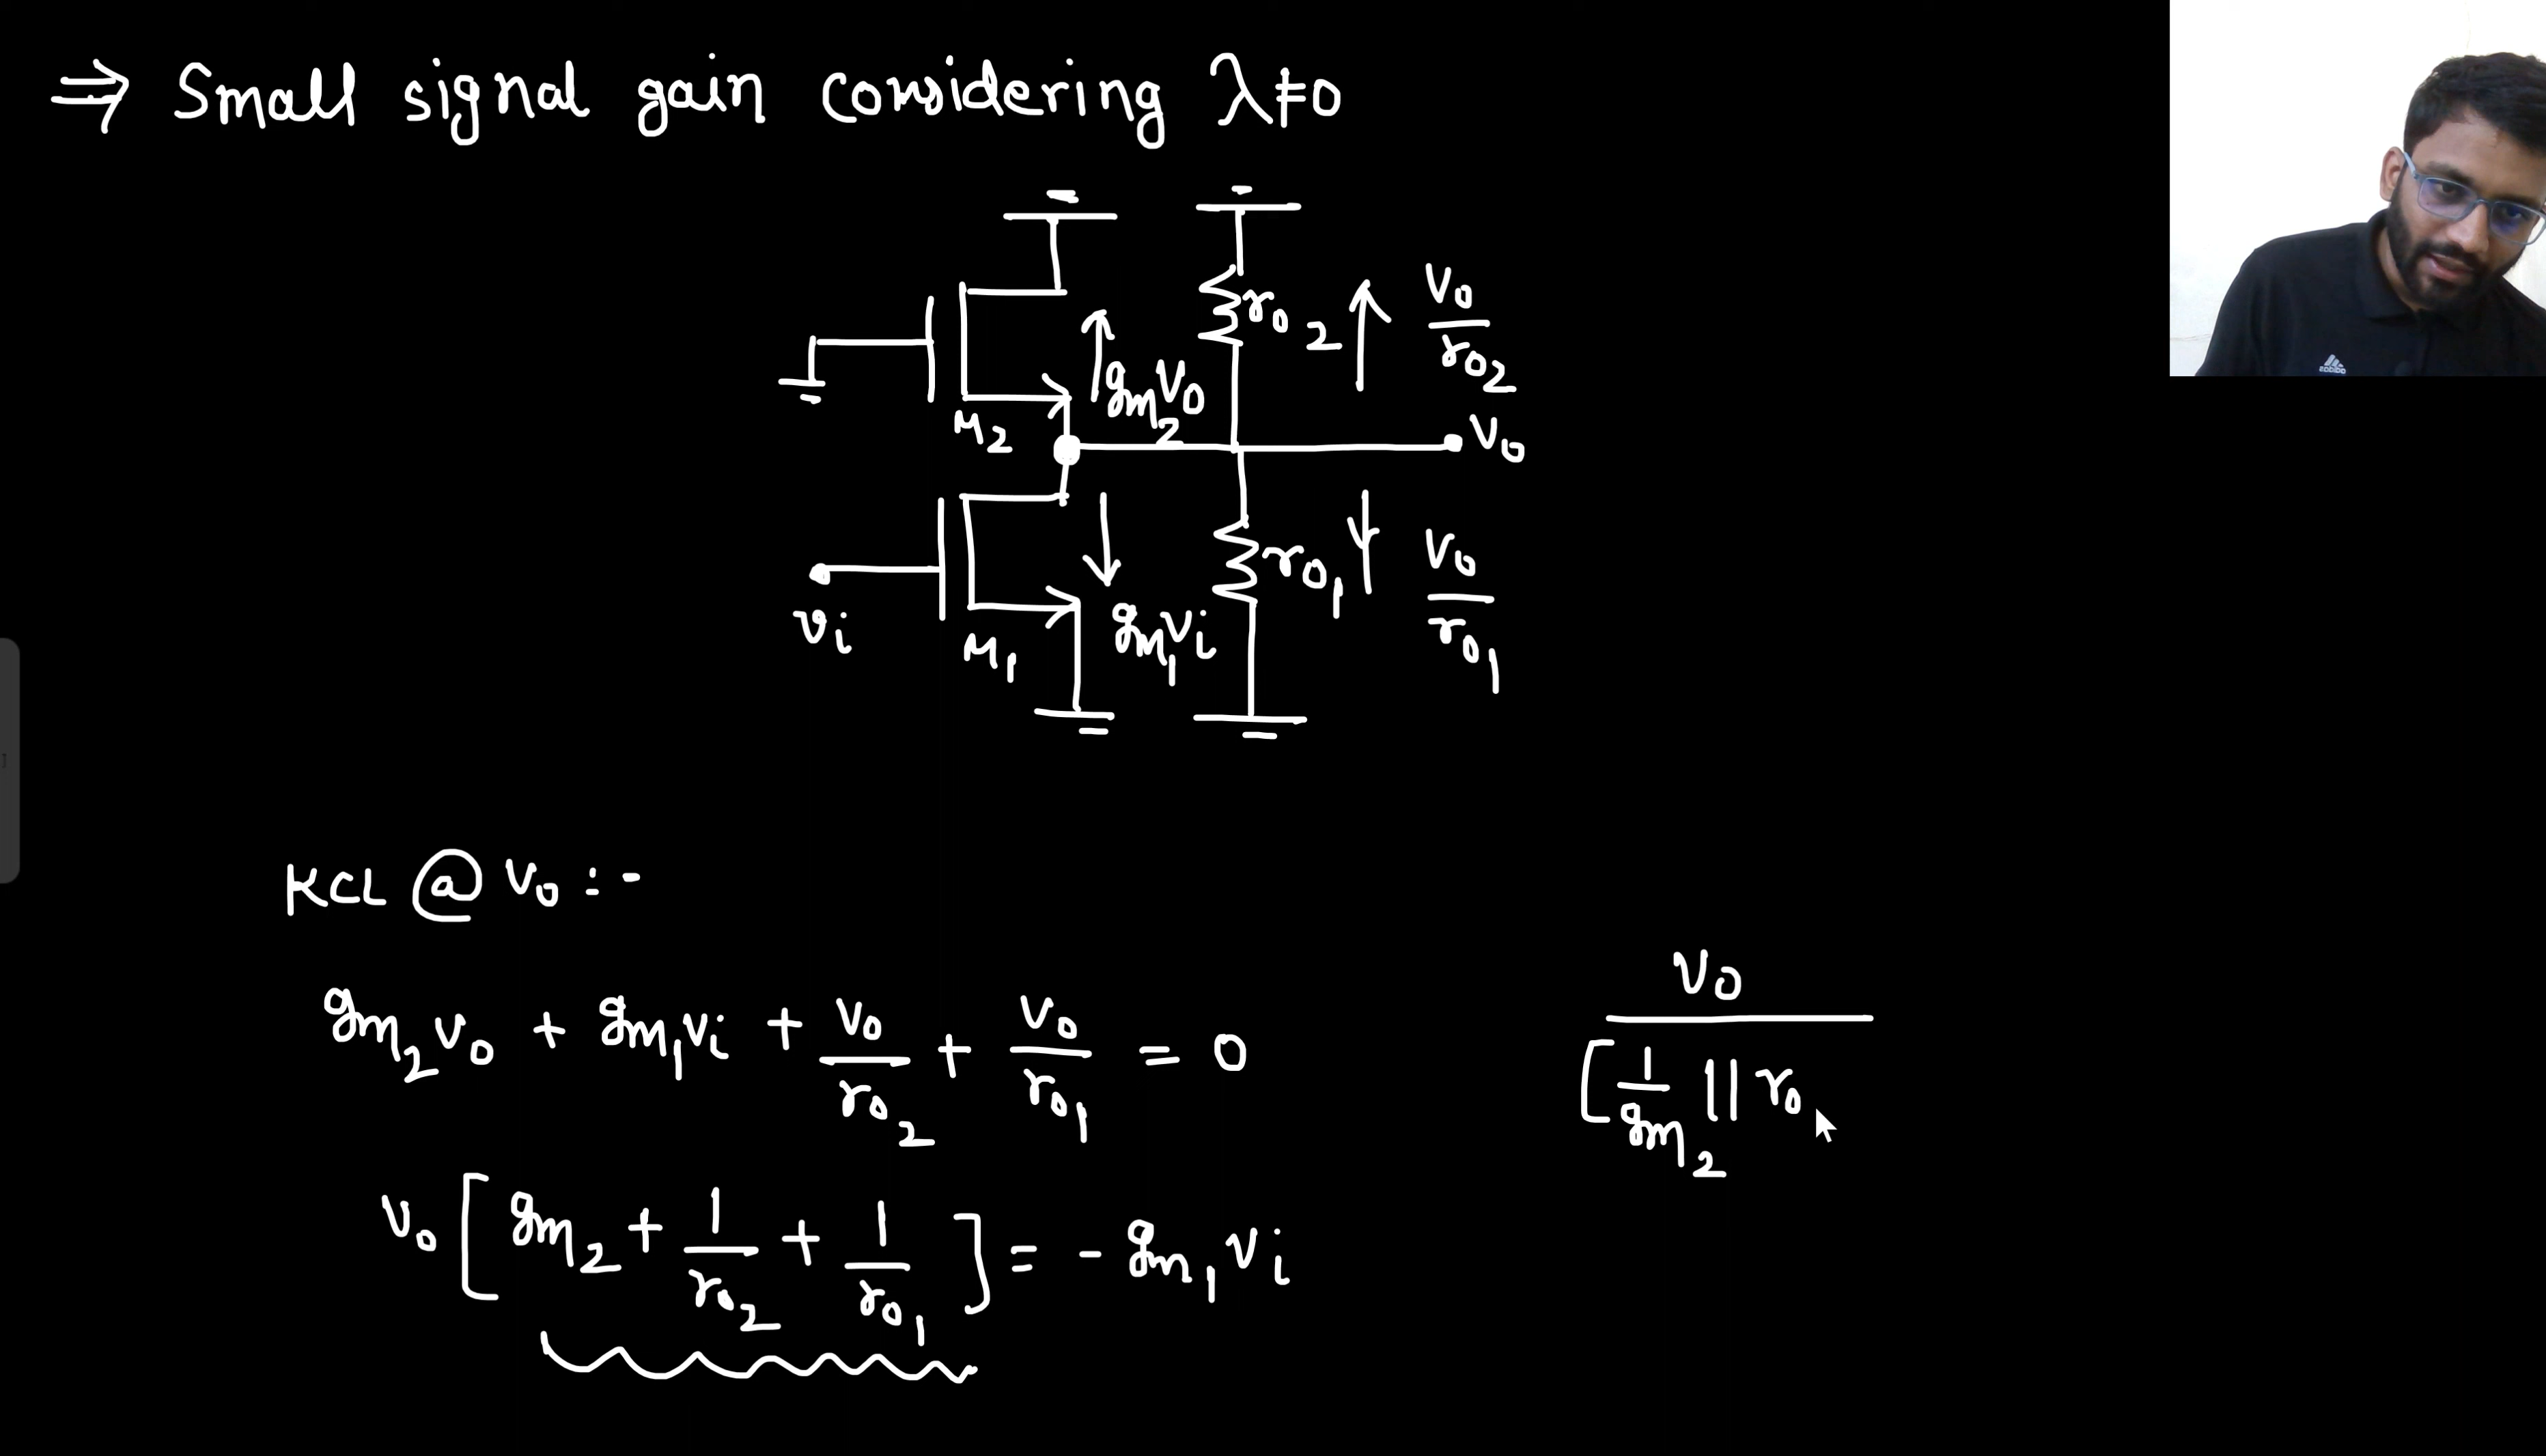 ⇒ Small signal gain considering λ≠0
r₀₂
V₀/r₀₂
gm₂V₀
M₂
V₀
r₀₁
V₀/r₀₁
vi
M₁
gm₁vi
KCL @ V₀ :-
gm₂V₀ + gm₁vi + V₀/r₀₂ + V₀/r₀₁ = 0
V₀/[1/gm₂ || r₀
V₀ [gm₂ + 1/r₀₂ + 1/r₀₁] = - gm₁vi